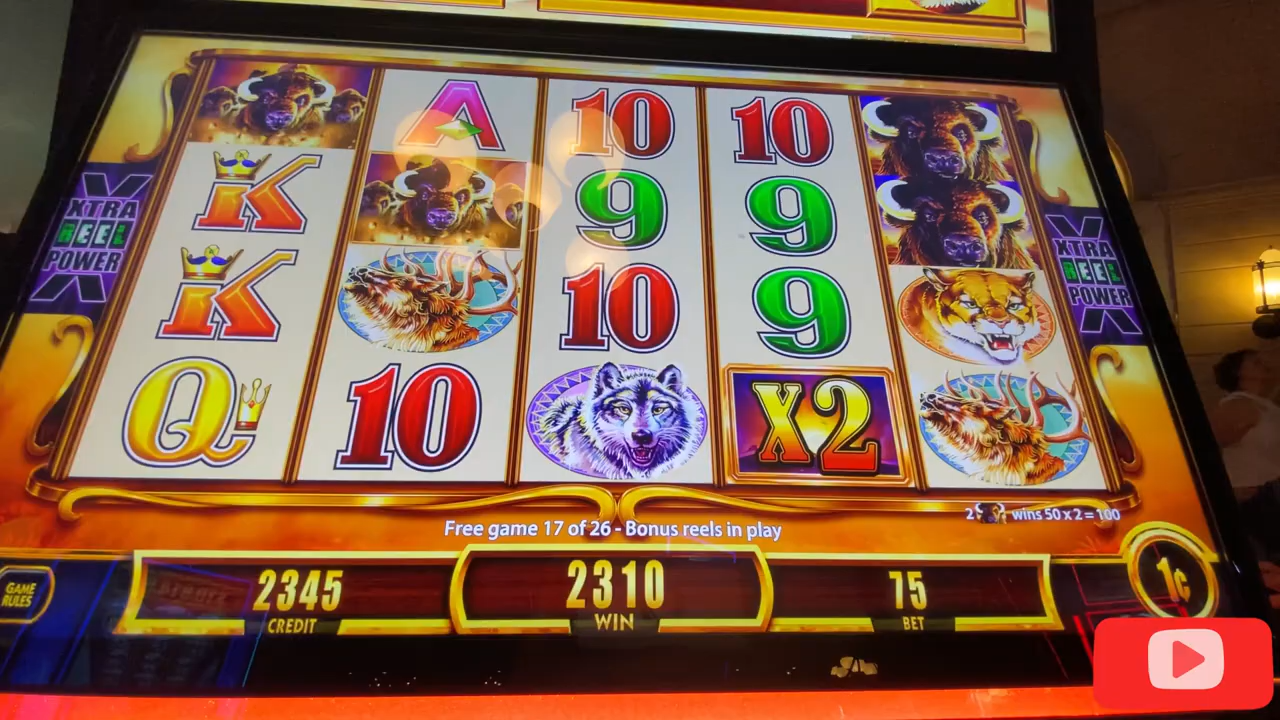 A 10 10
K 9 9
K 10 9
Q 10 X2
XTRA
REEL
POWER
XTRA
REEL
POWER
2 wins 50 x 2 = 100
Free game 17 of 26 - Bonus reels in play
GAME
RULES
2345
CREDIT
2310
WIN
75
BET
1¢